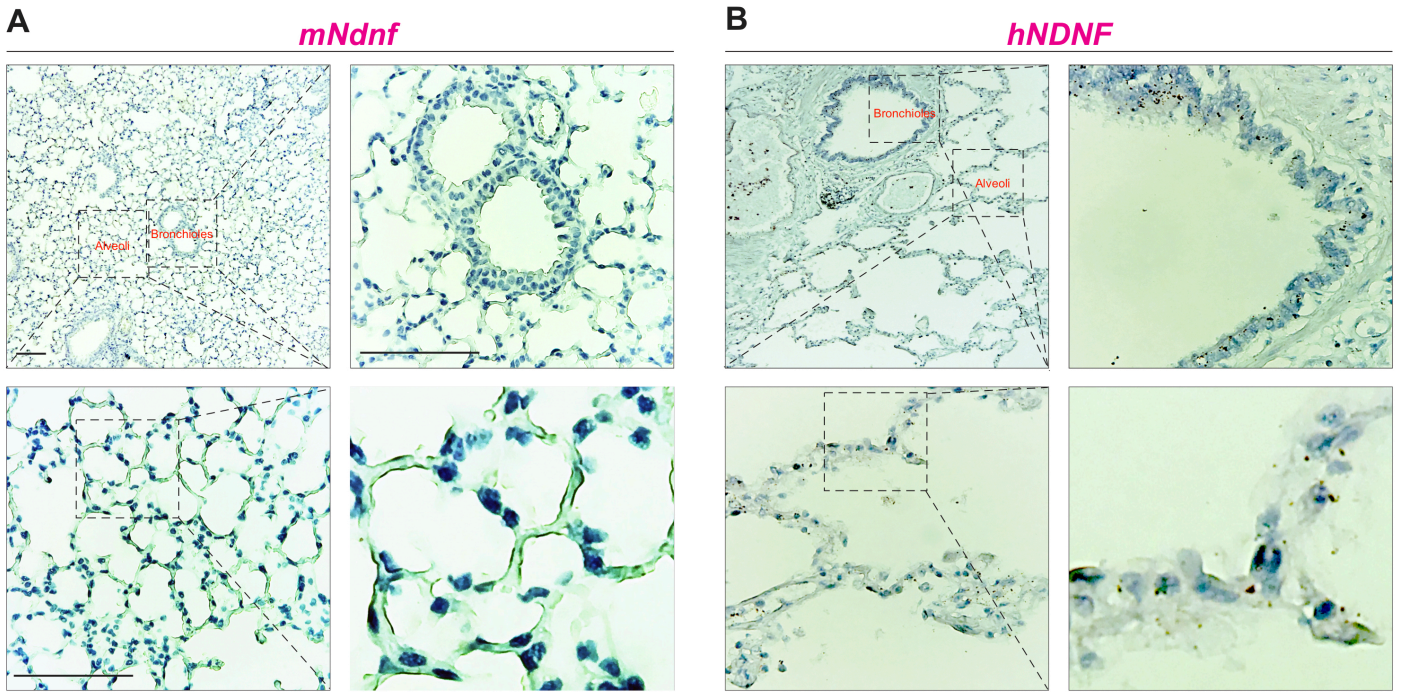 A
mNdnf
B
hNDNF
Alveoli
Bronchioles
Bronchioles
Alveoli